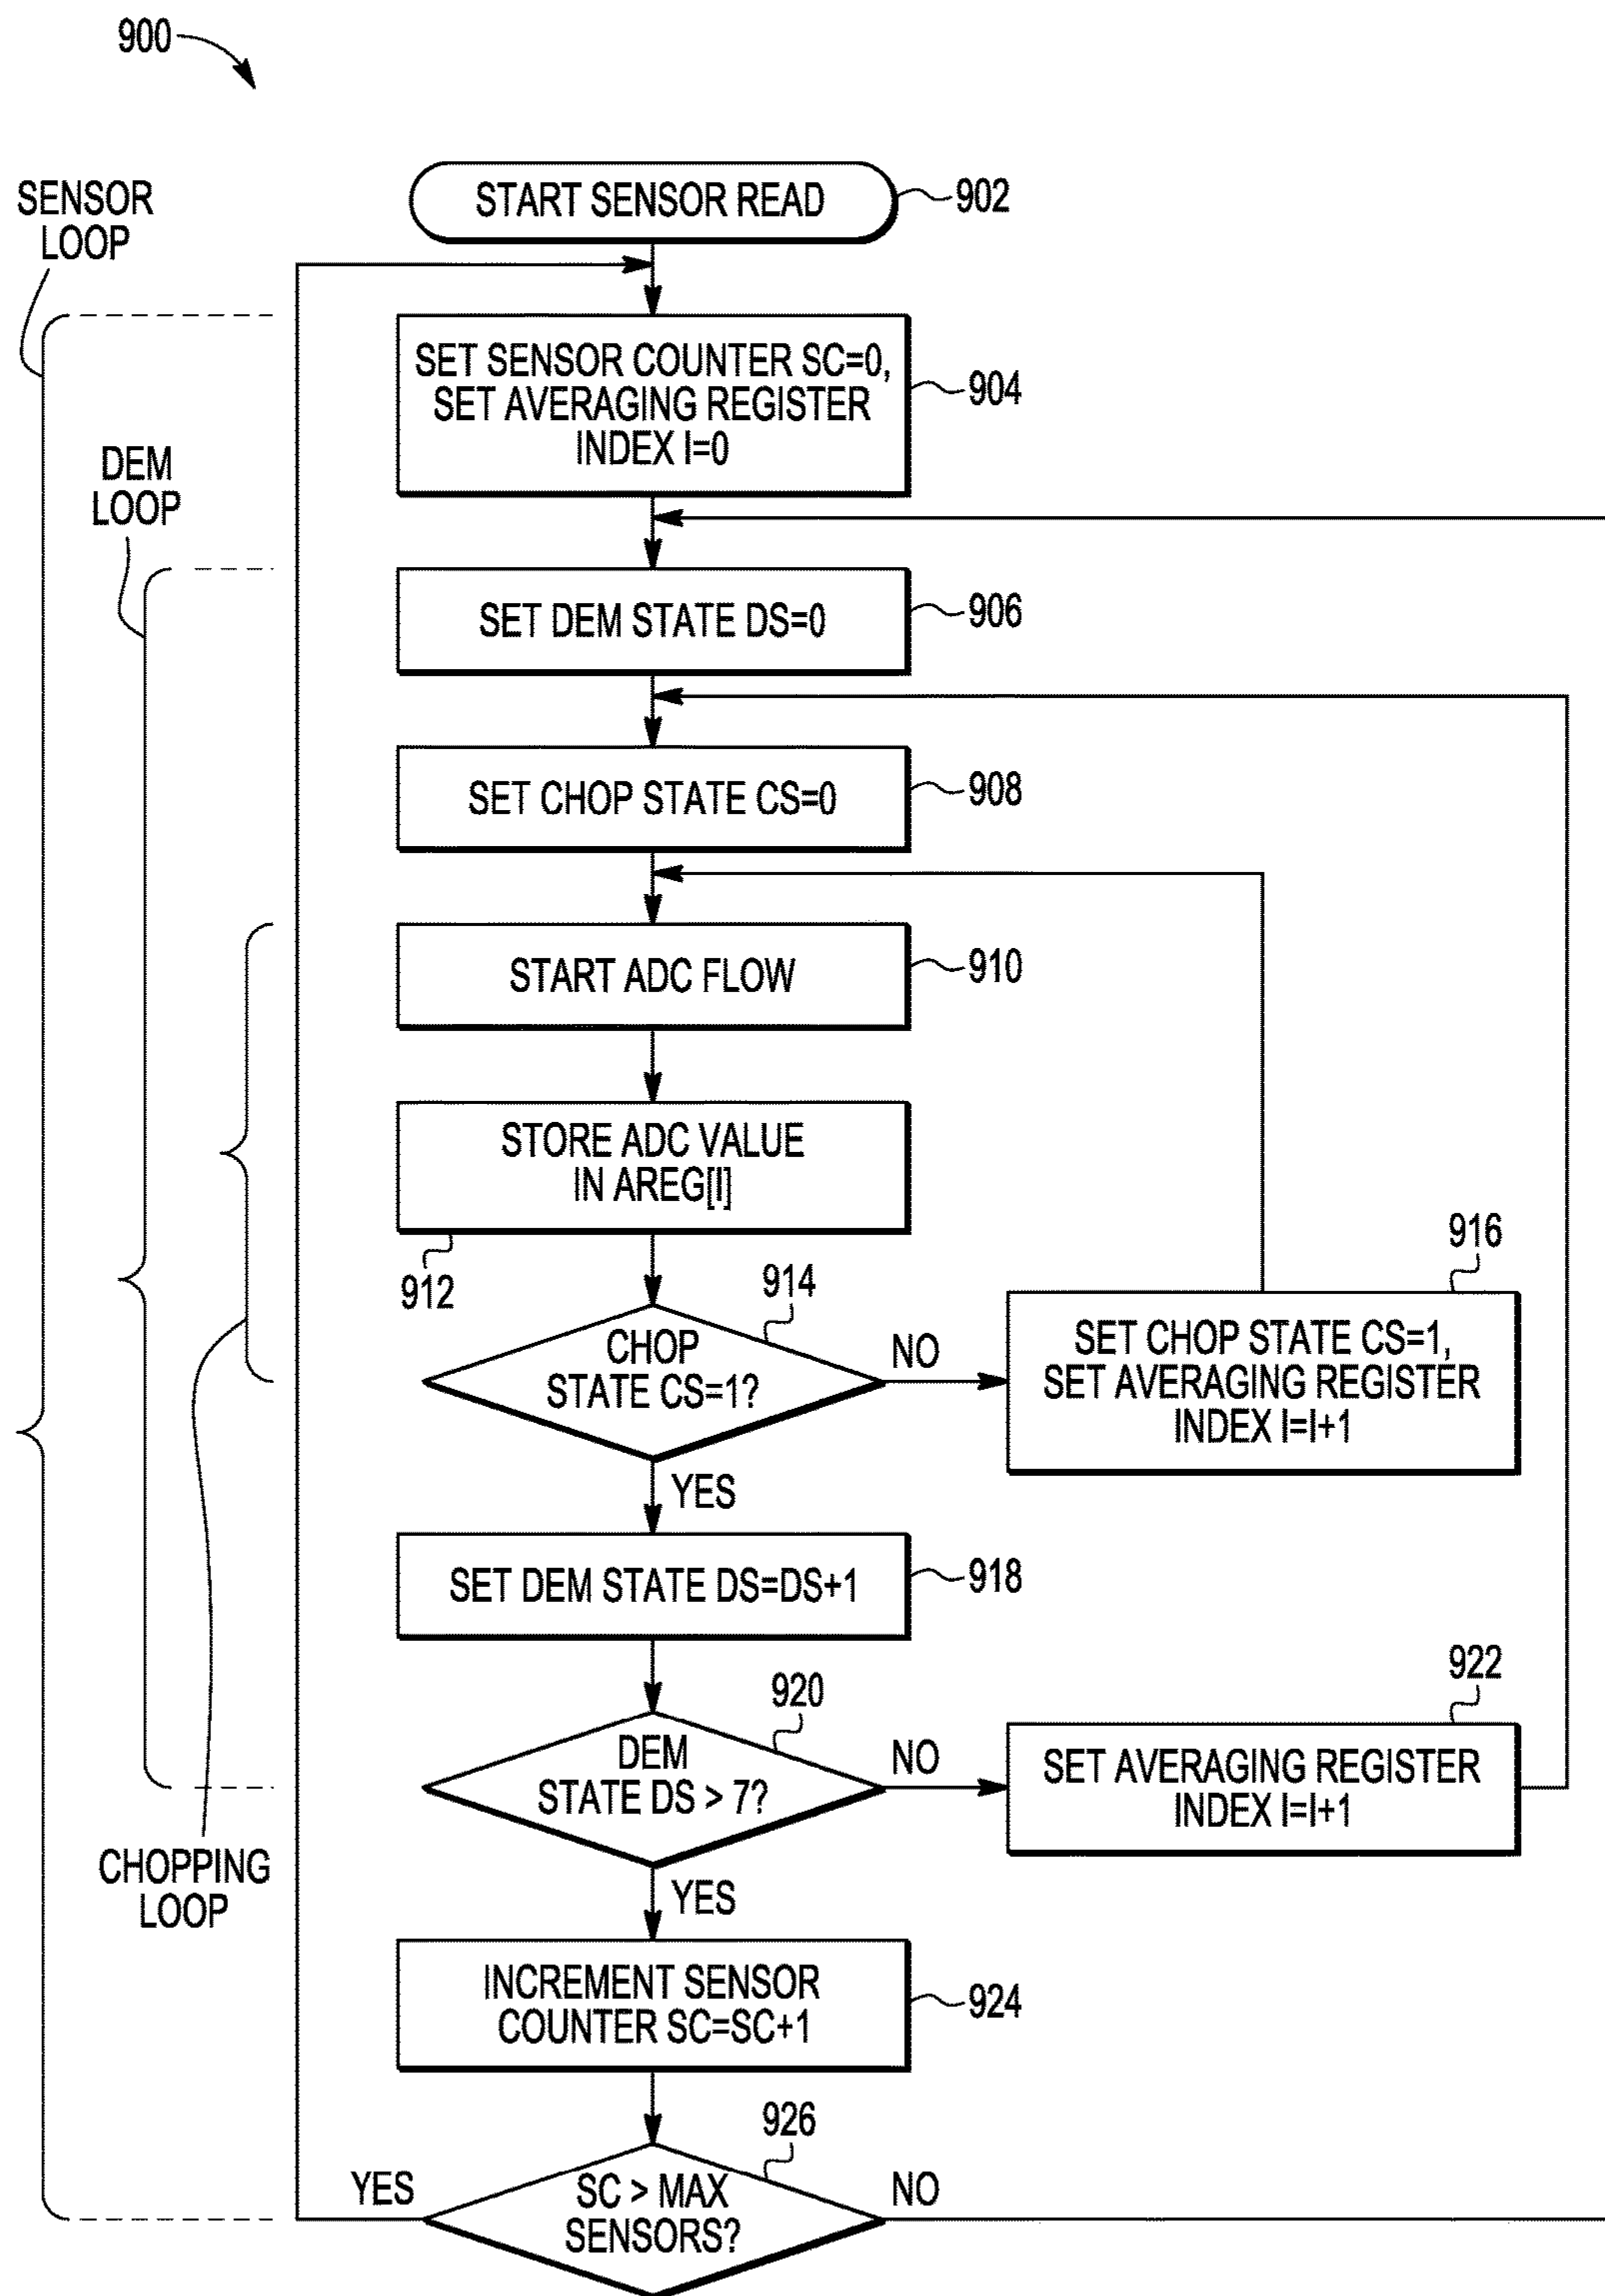 900
SENSOR
LOOP
START SENSOR READ
902
SET SENSOR COUNTER SC=0,
SET AVERAGING REGISTER
INDEX I=0
904
DEM
LOOP
SET DEM STATE DS=0
906
SET CHOP STATE CS=0
908
START ADC FLOW
910
STORE ADC VALUE
IN AREG[I]
912
CHOP
STATE CS=1?
914
NO
SET CHOP STATE CS=1,
SET AVERAGING REGISTER
INDEX I=I+1
916
YES
SET DEM STATE DS=DS+1
918
DEM
STATE DS > 7?
920
NO
SET AVERAGING REGISTER
INDEX I=I+1
922
CHOPPING
LOOP
YES
INCREMENT SENSOR
COUNTER SC=SC+1
924
SC > MAX
SENSORS?
926
YES
NO